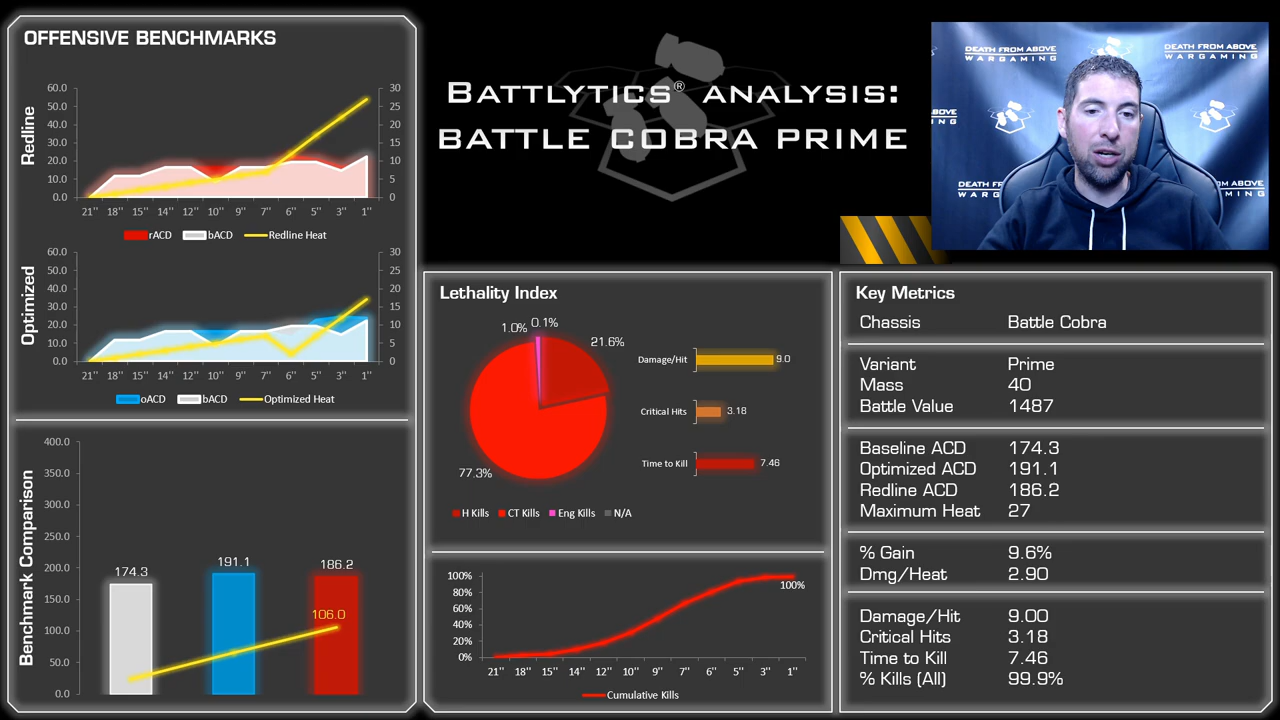 OFFENSIVE BENCHMARKS
Redline
60.0
50.0
40.0
30.0
20.0
10.0
0.0
30
25
20
15
10
5
0
21" 18" 15" 14" 12" 10" 9" 7" 6" 5" 3" 1"
rACD bACD Redline Heat
Optimized
60.0
50.0
40.0
30.0
20.0
10.0
0.0
30
25
20
15
10
5
0
21" 18" 15" 14" 12" 10" 9" 7" 6" 5" 3" 1"
oACD bACD Optimized Heat
Benchmark Comparison
400.0
350.0
300.0
250.0
200.0
150.0
100.0
50.0
0.0
174.3
191.1
186.2
106.0
BATTLYTICS® ANALYSIS:
BATTLE COBRA PRIME
DEATH FROM ABOVE
WARGAMING
DEATH FROM ABOVE
WARGAMING
Lethality Index
1.0% 0.1%
21.6%
77.3%
H Kills CT Kills Eng Kills N/A
Damage/Hit 9.0
Critical Hits 3.18
Time to Kill 7.46
100%
80%
60%
40%
20%
0%
100%
21" 18" 15" 14" 12" 10" 9" 7" 6" 5" 3" 1"
Cumulative Kills
Key Metrics
Chassis Battle Cobra
Variant Prime
Mass 40
Battle Value 1487
Baseline ACD 174.3
Optimized ACD 191.1
Redline ACD 186.2
Maximum Heat 27
% Gain 9.6%
Dmg/Heat 2.90
Damage/Hit 9.00
Critical Hits 3.18
Time to Kill 7.46
% Kills (All) 99.9%